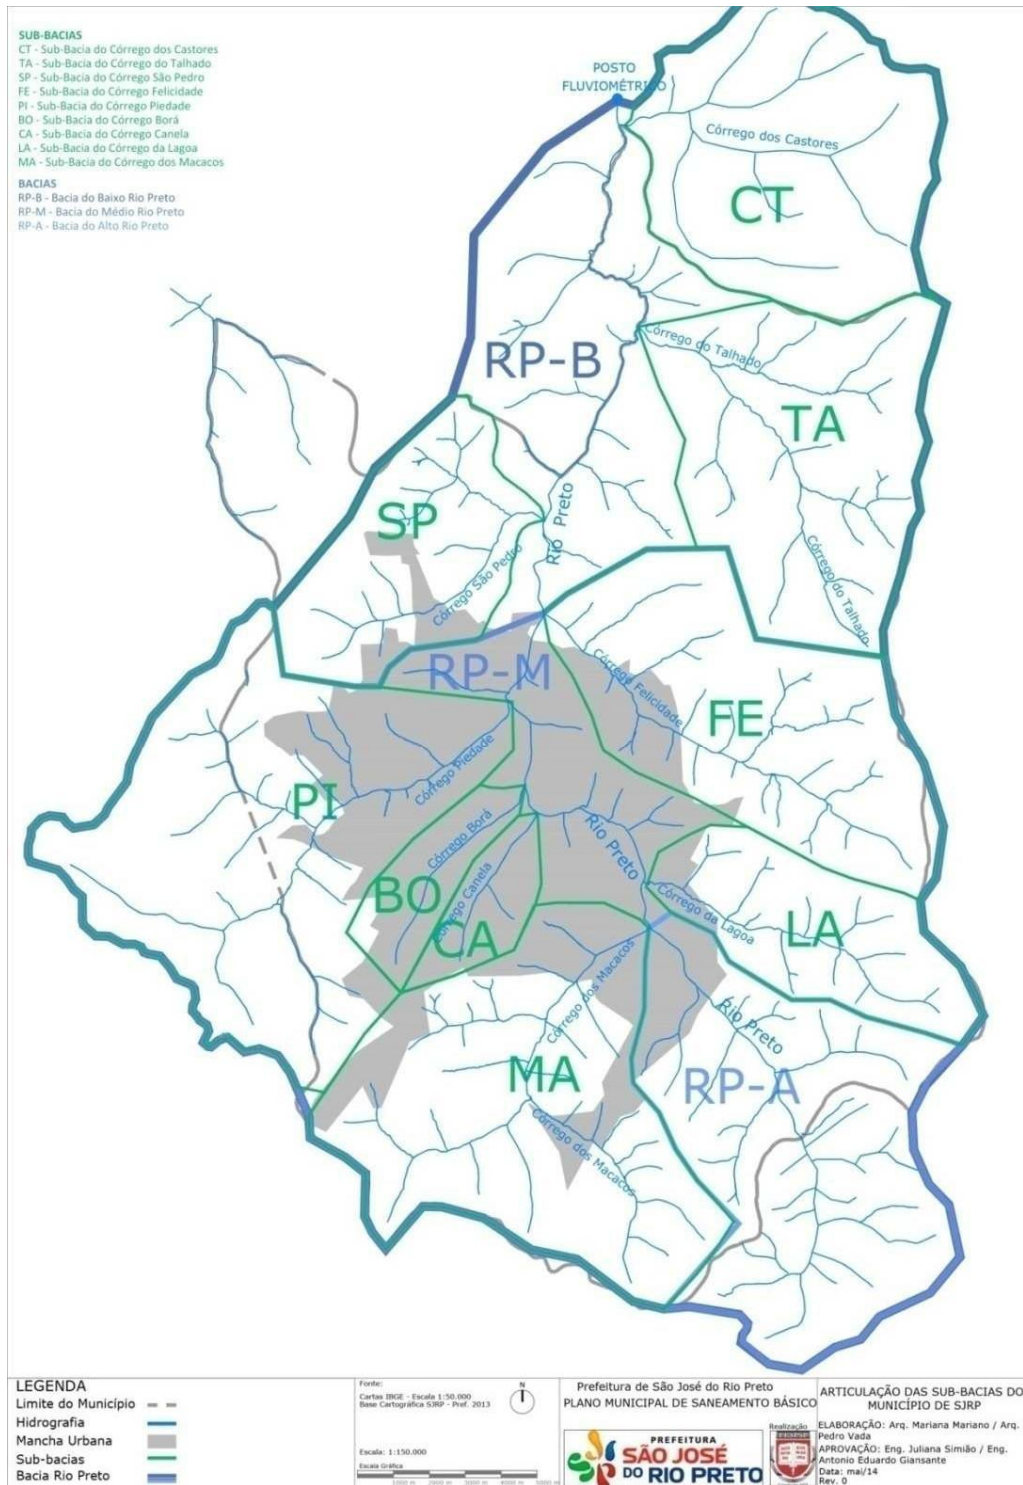 SUB-BACIAS
CT - Sub-Bacia do Córrego dos Castores
TA - Sub-Bacia do Córrego do Talhado
SP - Sub-Bacia do Córrego São Pedro
FE - Sub-Bacia do Córrego Felicidade
PI - Sub-Bacia do Córrego Piedade
BO - Sub-Bacia do Córrego Borá
CA - Sub-Bacia do Córrego Canela
LA - Sub-Bacia do Córrego da Lagoa
MA - Sub-Bacia do Córrego dos Macacos
BACIAS
RP-B - Bacia do Baixo Rio Preto
RP-M - Bacia do Médio Rio Preto
RP-A - Bacia do Alto Rio Preto
POSTO
FLUVIOMÉTRICO
Córrego dos Castores
CT
RP-B
Córrego do Talhado
TA
SP
Rio Preto
Córrego São Pedro
Córrego do Talhado
RP-M
Córrego Felicidade
FE
Córrego Piedade
PI
Rio Preto
Córrego Borá
BO
Córrego Canela
CA
Córrego da Lagoa
LA
Córrego dos Macacos
Rio Preto
MA
RP-A
Córrego dos Macacos
LEGENDA
Limite do Município
Hidrografia
Mancha Urbana
Sub-bacias
Bacia Rio Preto
Fonte:
Cartas IBGE - Escala 1:50.000
Base Cartográfica SJRP - Pref. 2013
N
Escala: 1:150.000
Escala Gráfica
1000 m 2000 m 3000 m 4000 m 5000 m
Prefeitura de São José do Rio Preto
PLANO MUNICIPAL DE SANEAMENTO BÁSICO
PREFEITURA
SÃO JOSÉ
DO RIO PRETO
Realização
ARTICULAÇÃO DAS SUB-BACIAS DO
MUNICÍPIO DE SJRP
ELABORAÇÃO: Arq. Mariana Mariano / Arq.
Pedro Vada
APROVAÇÃO: Eng. Juliana Simião / Eng.
Antonio Eduardo Giansante
Data: mai/14
Rev. 0